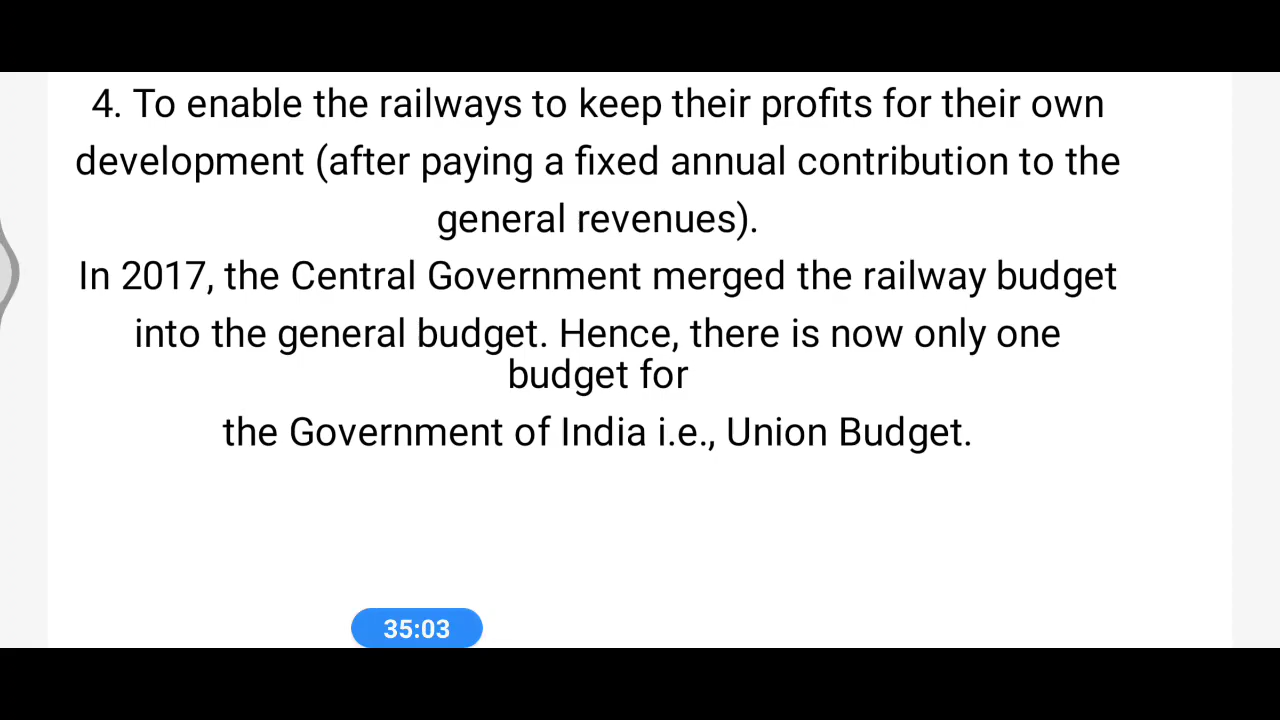 4. To enable the railways to keep their profits for their own
development (after paying a fixed annual contribution to the
general revenues).
In 2017, the Central Government merged the railway budget
into the general budget. Hence, there is now only one
budget for
the Government of India i.e., Union Budget.
35:03